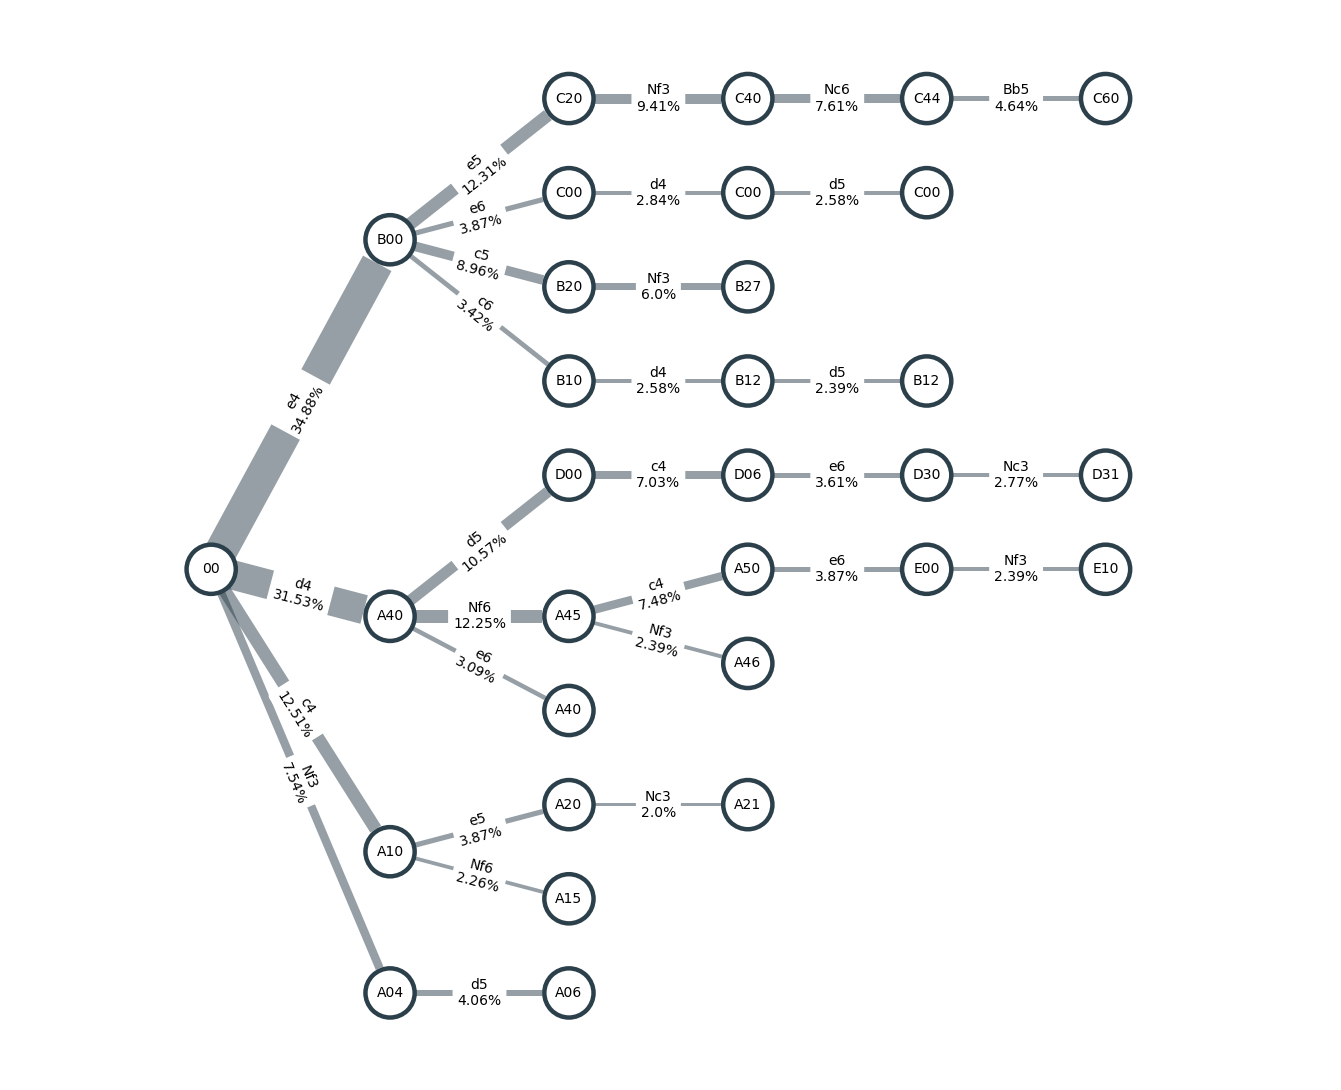 C20
Nf3
9.41%
C40
Nc6
7.61%
C44
Bb5
4.64%
C60
e5
12.31%
C00
d4
2.84%
C00
d5
2.58%
C00
e6
3.87%
B00
c5
8.96%
B20
Nf3
6.0%
B27
c6
3.42%
B10
d4
2.58%
B12
d5
2.39%
B12
e4
34.88%
D00
c4
7.03%
D06
e6
3.61%
D30
Nc3
2.77%
D31
d5
10.57%
00
d4
31.53%
A40
Nf6
12.25%
A45
c4
7.48%
A50
e6
3.87%
E00
Nf3
2.39%
E10
Nf3
2.39%
A46
e6
3.09%
A40
c4
12.51%
Nf3
7.54%
A10
e5
3.87%
A20
Nc3
2.0%
A21
Nf6
2.26%
A15
A04
d5
4.06%
A06